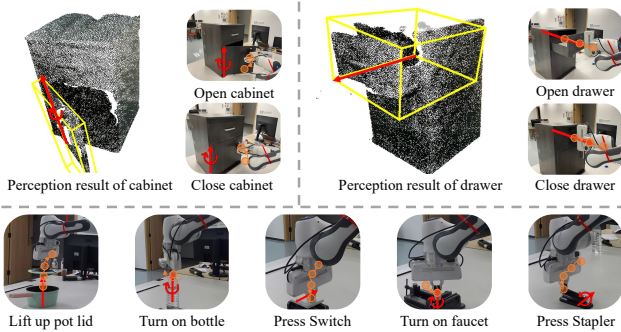 Open cabinet
Close cabinet
Perception result of cabinet
Open drawer
Close drawer
Perception result of drawer
Lift up pot lid
Turn on bottle
Press Switch
Turn on faucet
Press Stapler